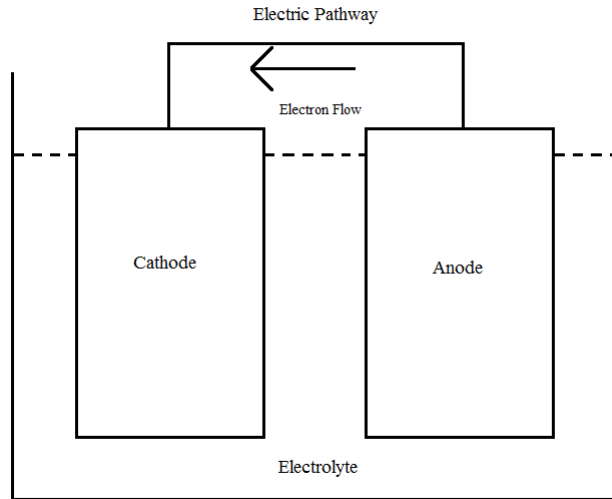 Electric Pathway
Electron Flow
Cathode
Anode
Electrolyte